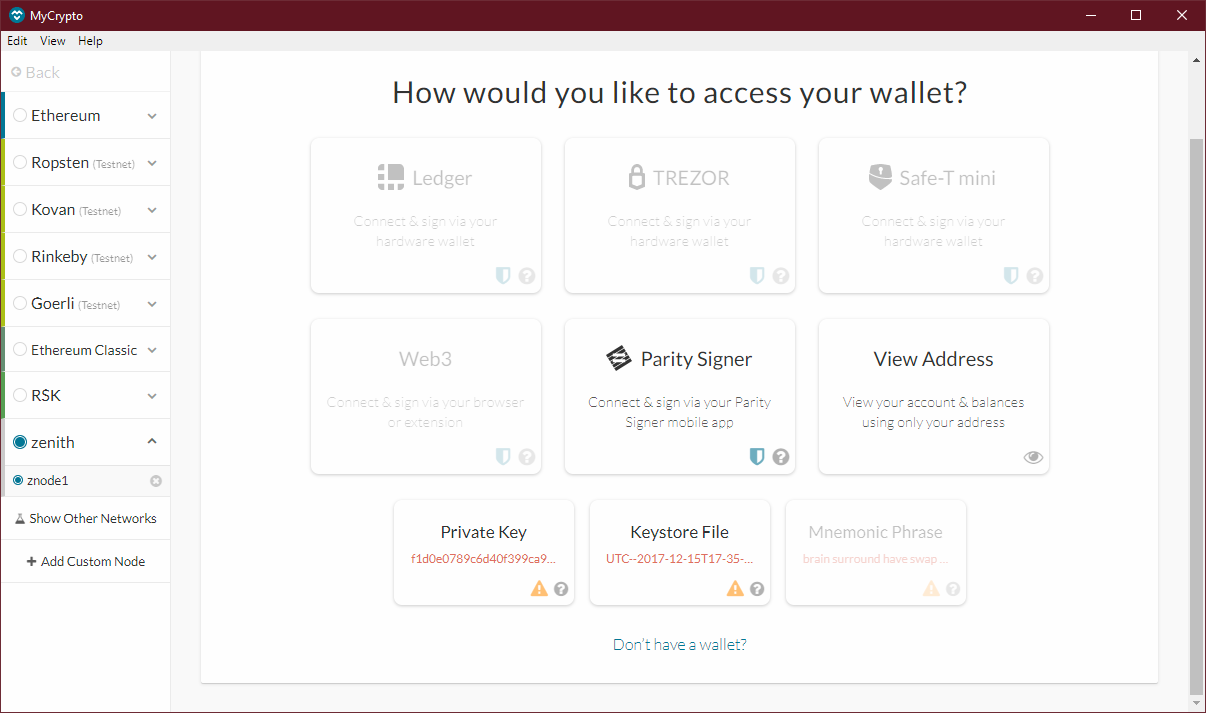 MyCrypto
Edit View Help
Back
Ethereum
Ropsten (Testnet)
Kovan (Testnet)
Rinkeby (Testnet)
Goerli (Testnet)
Ethereum Classic
RSK
zenith
znode1
Show Other Networks
Add Custom Node
How would you like to access your wallet?
Ledger
Connect & sign via your
hardware wallet
TREZOR
Connect & sign via your
hardware wallet
Safe-T mini
Connect & sign via your
hardware wallet
Web3
Connect & sign via your browser
or extension
Parity Signer
Connect & sign via your Parity
Signer mobile app
View Address
View your account & balances
using only your address
Private Key
f1d0e0789c6d40f399ca9...
Keystore File
UTC--2017-12-15T17-35-...
Mnemonic Phrase
brain surround have swap ...
Don't have a wallet?